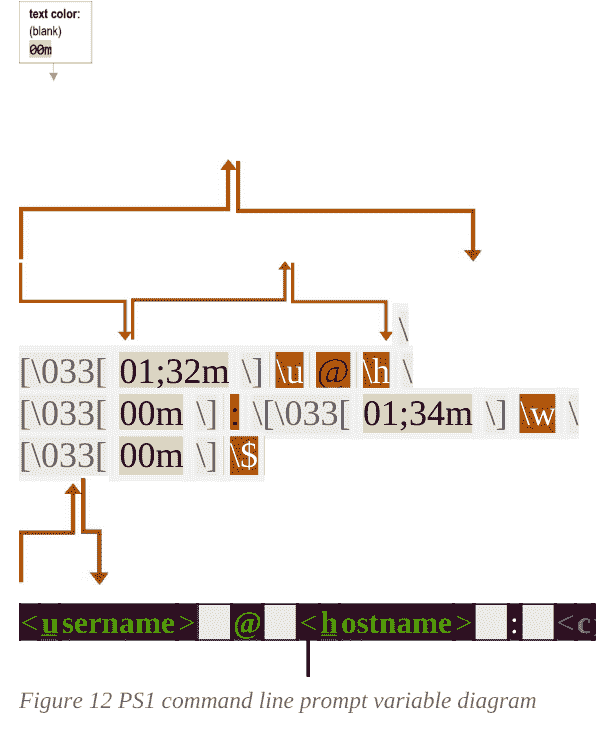 text color:
(blank)
00m
\
[\033[ 01;32m \] \u @ \h \
[\033[ 00m \] : \[\033[ 01;34m \] \w \
[\033[ 00m \] \$
<username> @ <hostname> : <c
Figure 12 PS1 command line prompt variable diagram